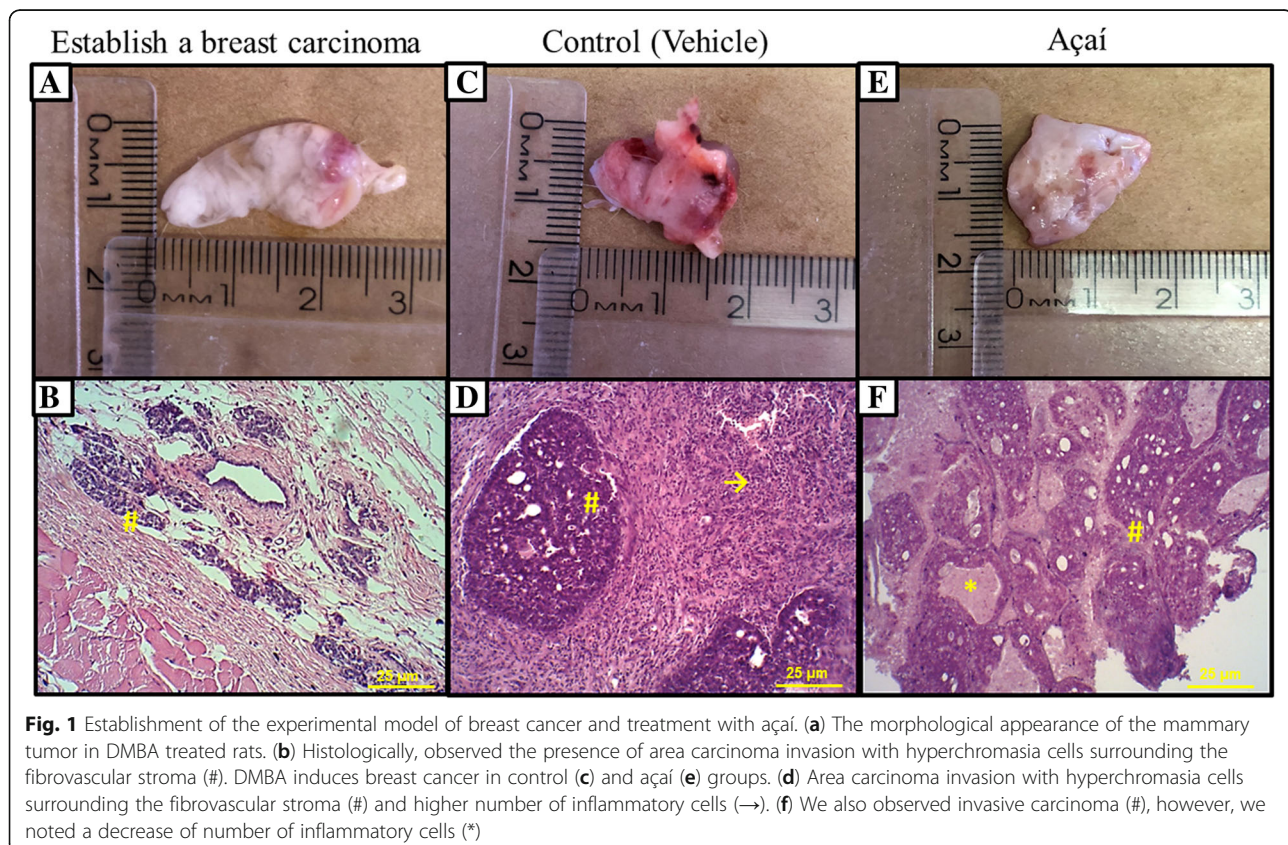 Establish a breast carcinoma
Control (Vehicle)
Açaí
A
0 MM 1 2 3
0 MM 1 2 3
C
0 MM 1 2 3
0 MM 1 2 3
E
0 MM 1 2 3
0 MM 1 2 3
B
#
25 µm
D
#
→
25 µm
F
#
*
25 µm
Fig. 1 Establishment of the experimental model of breast cancer and treatment with açaí. (a) The morphological appearance of the mammary
tumor in DMBA treated rats. (b) Histologically, observed the presence of area carcinoma invasion with hyperchromasia cells surrounding the
fibrovascular stroma (#). DMBA induces breast cancer in control (c) and açaí (e) groups. (d) Area carcinoma invasion with hyperchromasia cells
surrounding the fibrovascular stroma (#) and higher number of inflammatory cells (→). (f) We also observed invasive carcinoma (#), however, we
noted a decrease of number of inflammatory cells (*)